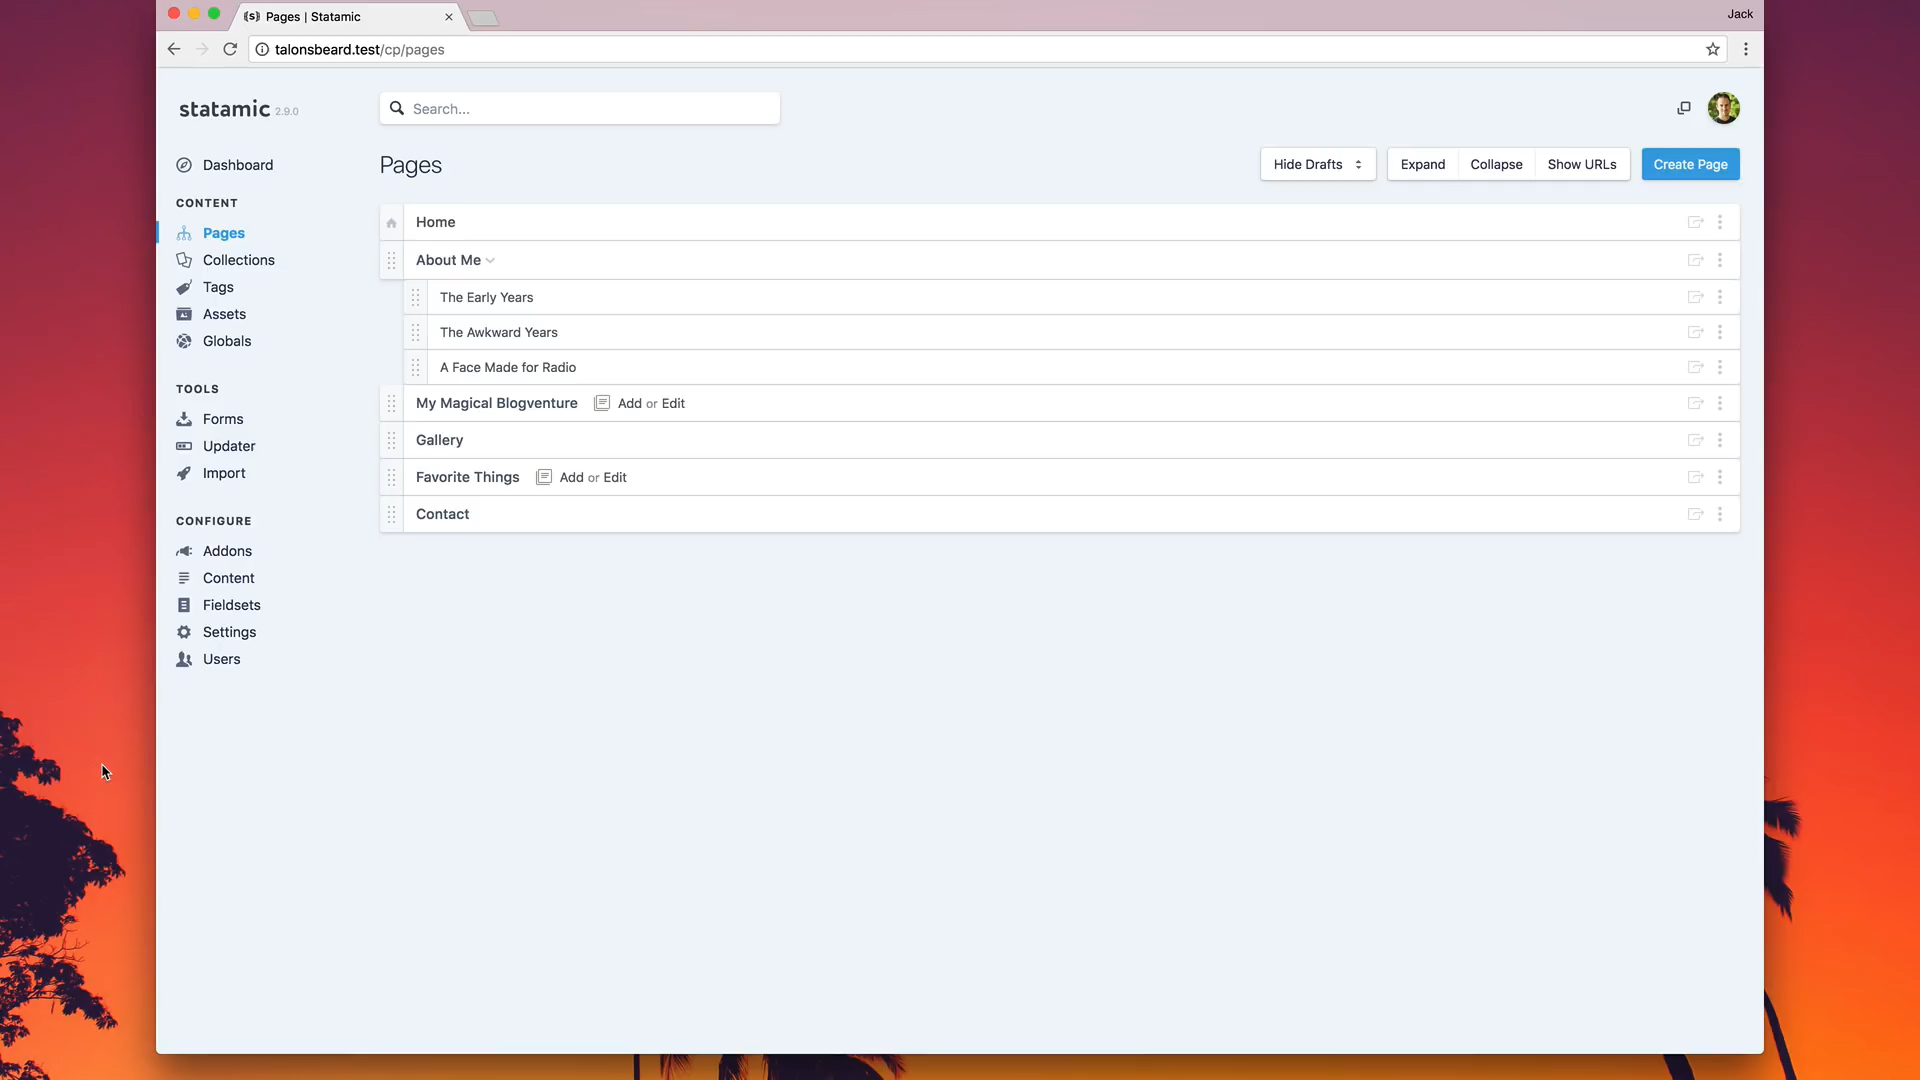 {s} Pages | Statamic
Jack
talonsbeard.test/cp/pages
statamic 2.9.0
Search...
Dashboard
CONTENT
Pages
Collections
Tags
Assets
Globals
TOOLS
Forms
Updater
Import
CONFIGURE
Addons
Content
Fieldsets
Settings
Users
Pages
Hide Drafts
Expand
Collapse
Show URLs
Create Page
Home
About Me
The Early Years
The Awkward Years
A Face Made for Radio
My Magical Blogventure Add or Edit
Gallery
Favorite Things Add or Edit
Contact